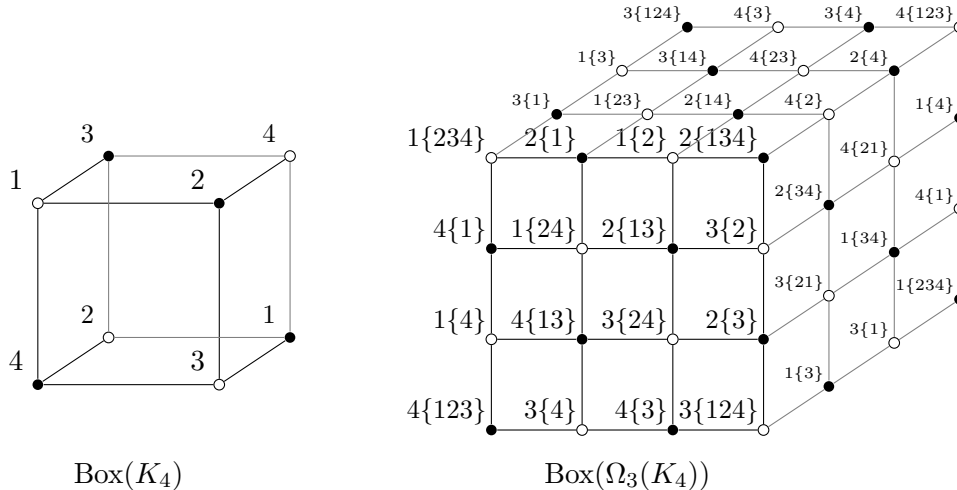 3{124} 4{3} 3{4} 4{123}
1{3} 3{14} 4{23} 2{4}
3{1} 1{23} 2{14} 4{2} 1{4}
3 4 1{234} 2{1} 1{2} 2{134} 4{21}
1 2 2{34} 4{1}
4{1} 1{24} 2{13} 3{2} 1{34}
3{21} 1{234}
2 1 1{4} 4{13} 3{24} 2{3} 3{1}
4 3 1{3}
4{123} 3{4} 4{3} 3{124}
Box(K₄) Box(Ω₃(K₄))